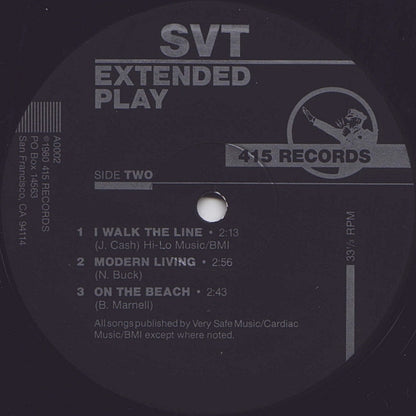 SVT
EXTENDED
PLAY
415 RECORDS
A0002
℗1980 415 RECORDS
PO Box 14563
San Francisco, CA 94114
SIDE TWO
33⅓ RPM
1 I WALK THE LINE • 2:13
(J. Cash) Hi-Lo Music/BMI
2 MODERN LIVING • 2:56
(N. Buck)
3 ON THE BEACH • 2:43
(B. Marnell)
All songs published by Very Safe Music/Cardiac
Music/BMI except where noted.